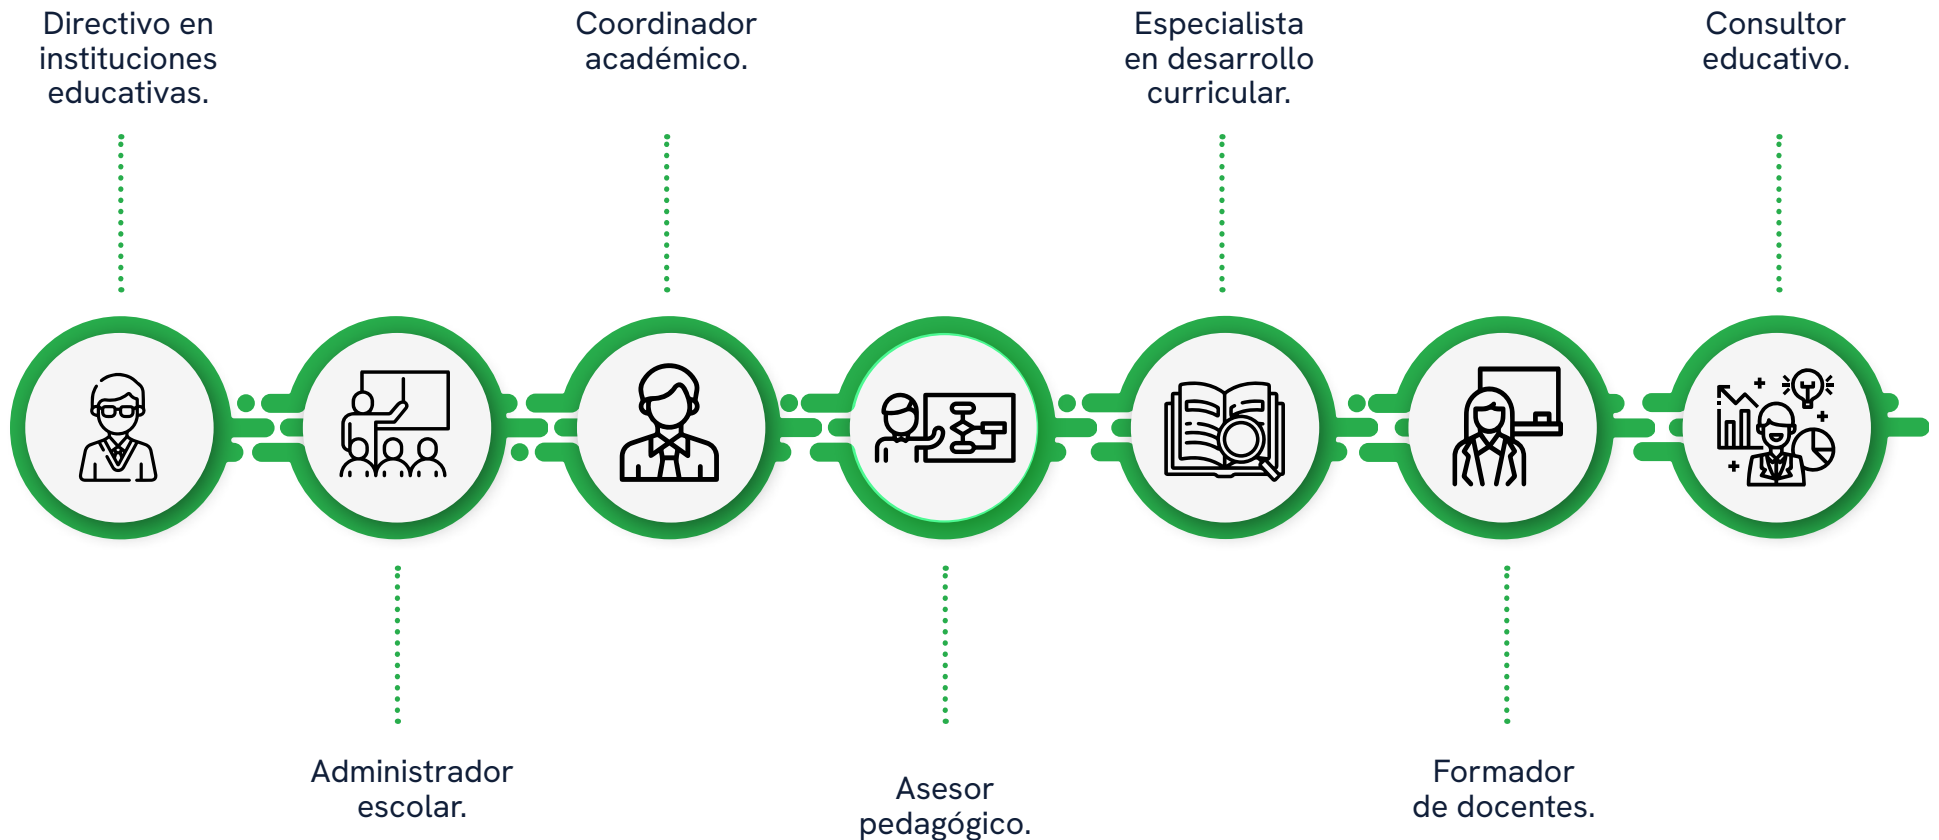 Directivo en
instituciones
educativas.
Coordinador
académico.
Especialista
en desarrollo
curricular.
Consultor
educativo.
Administrador
escolar.
Asesor
pedagógico.
Formador
de docentes.